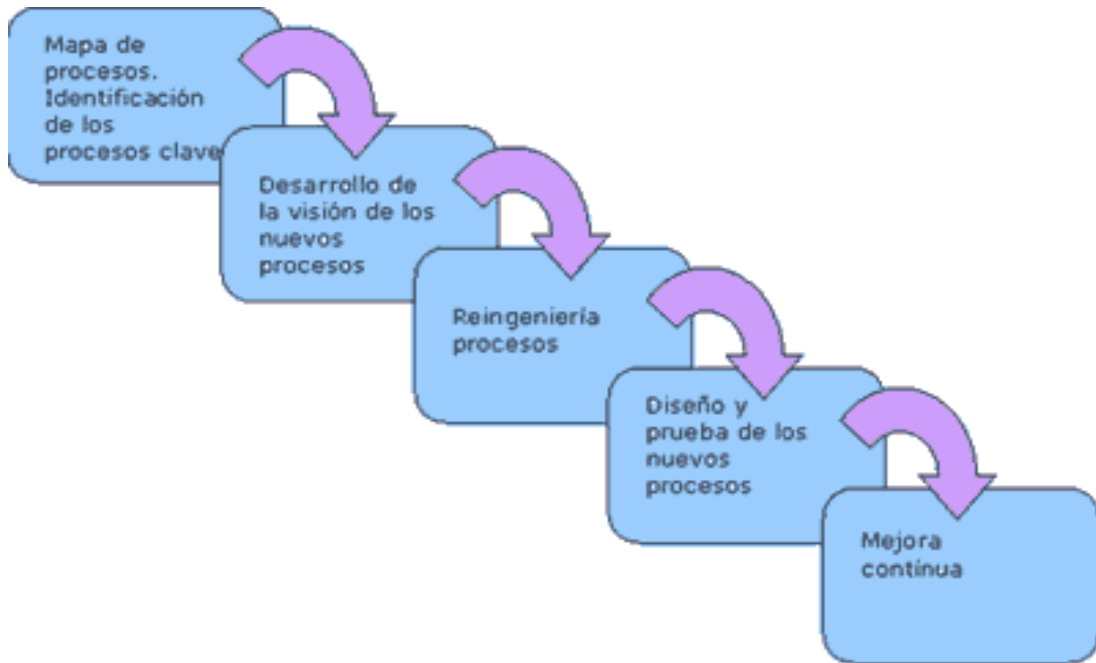 Mapa de
procesos.
Identificación
de los
procesos clave
Desarrollo de
la visión de los
nuevos
procesos
Reingeniería
procesos
Diseño y
prueba de los
nuevos
procesos
Mejora
contínua